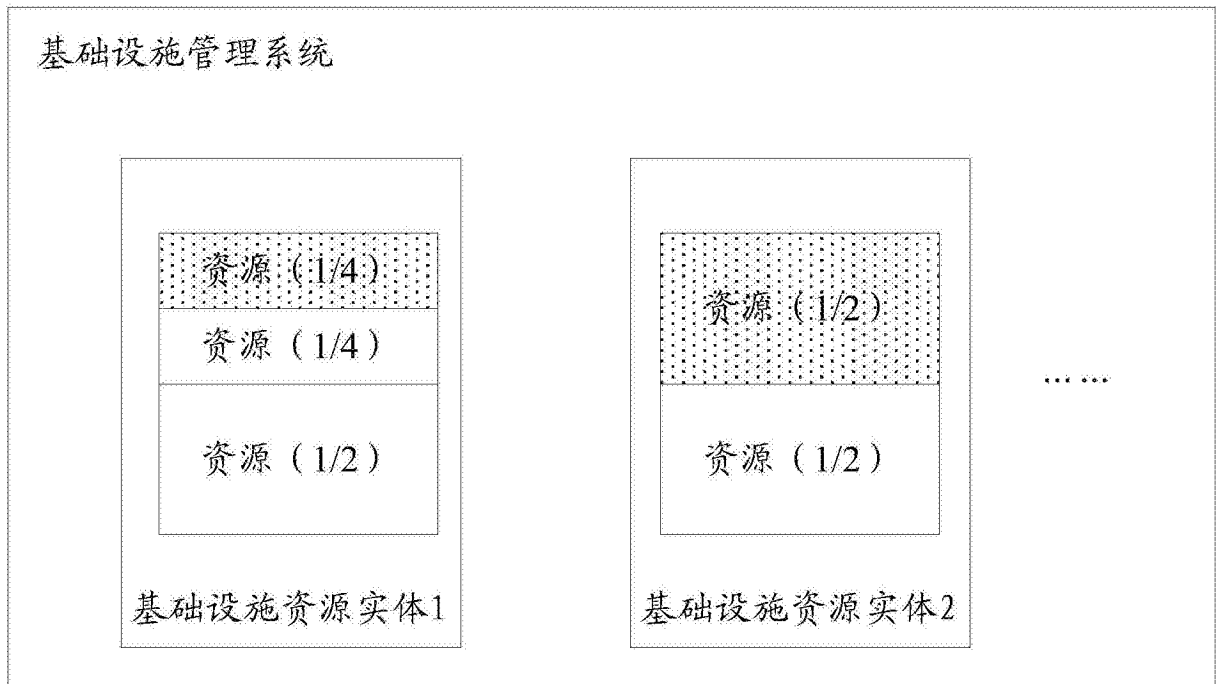 基础设施管理系统
资源（1/4）
资源（1/4）
资源（1/2）
基础设施资源实体1
资源（1/2）
资源（1/2）
基础设施资源实体2
……